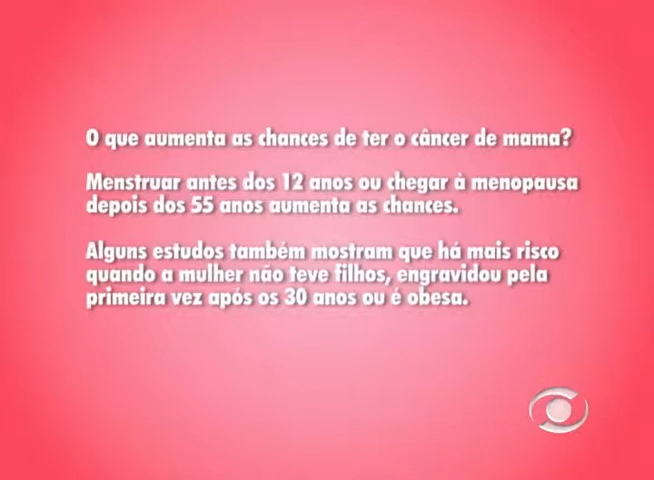 O que aumenta as chances de ter o câncer de mama?
Menstruar antes dos 12 anos ou chegar à menopausa
depois dos 55 anos aumenta as chances.
Alguns estudos também mostram que há mais risco
quando a mulher não teve filhos, engravidou pela
primeira vez após os 30 anos ou é obesa.